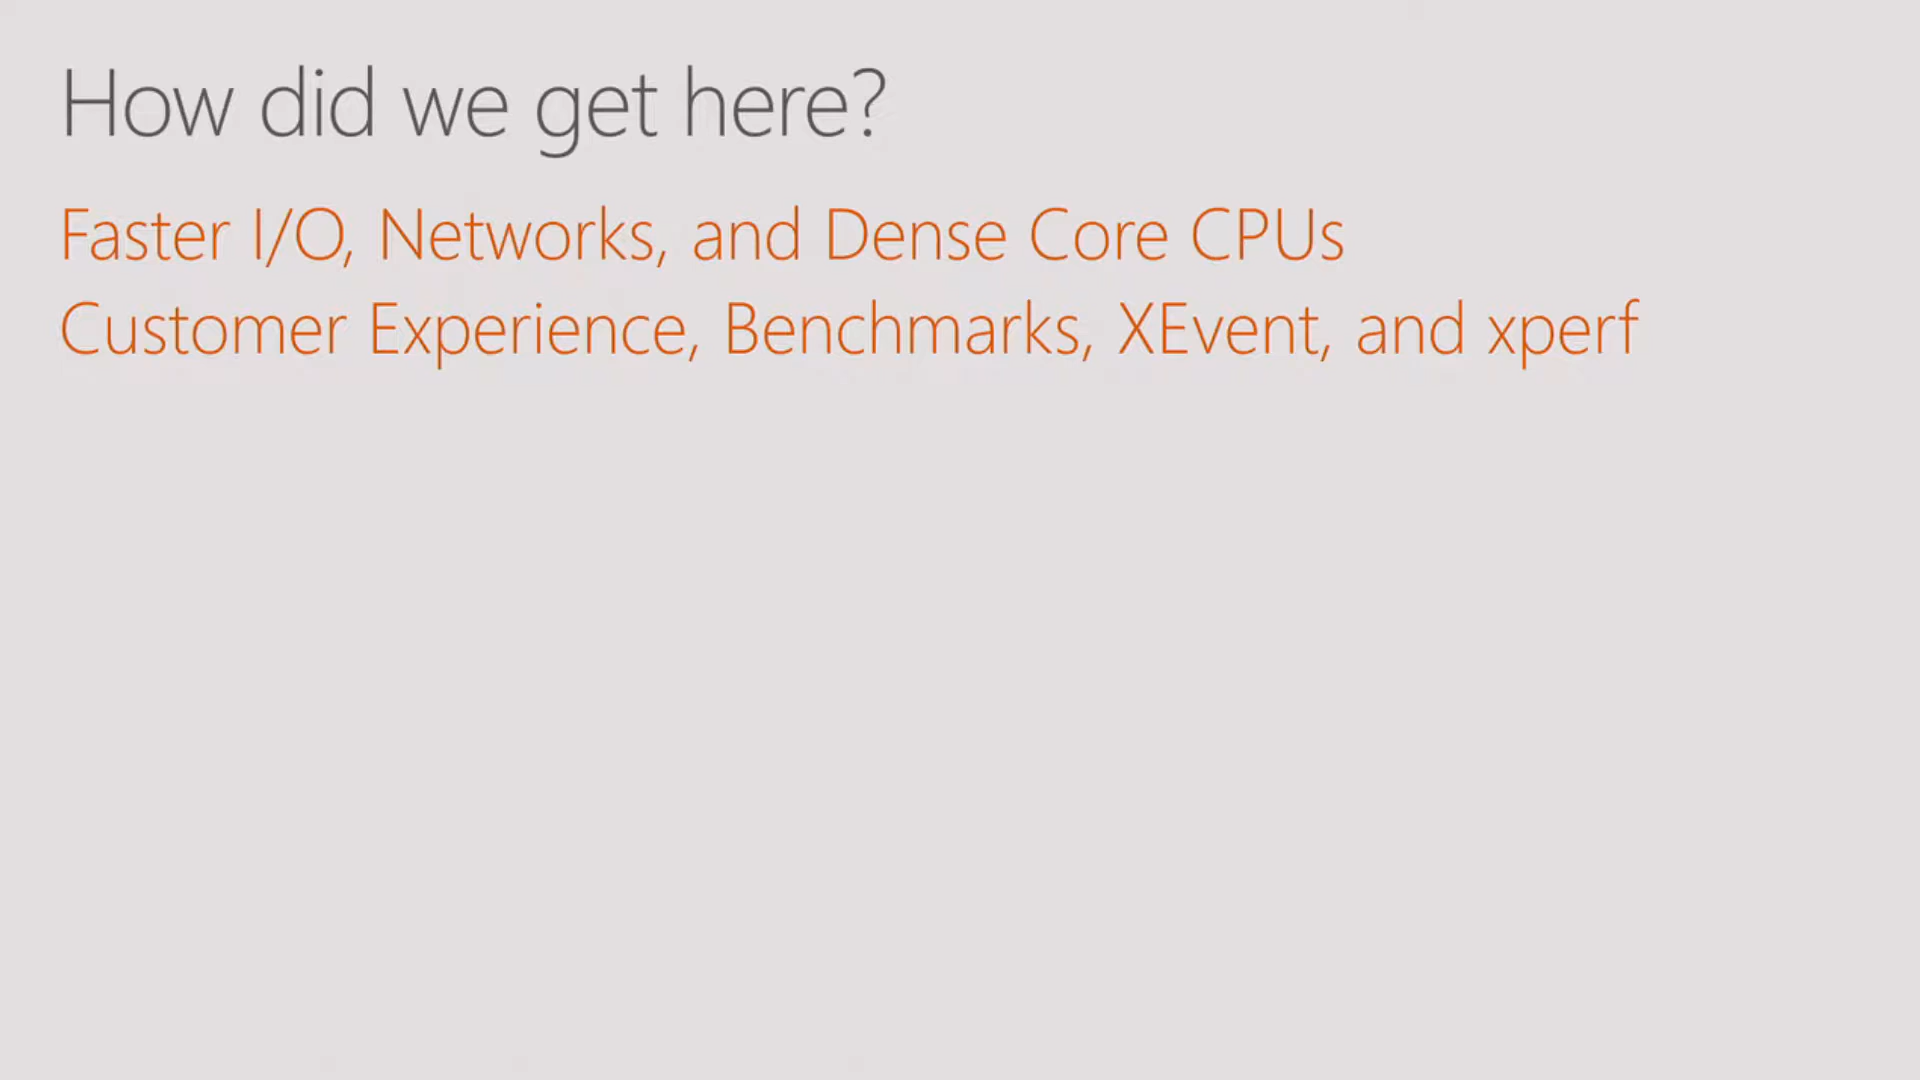 How did we get here?
Faster I/O, Networks, and Dense Core CPUs
Customer Experience, Benchmarks, XEvent, and xperf